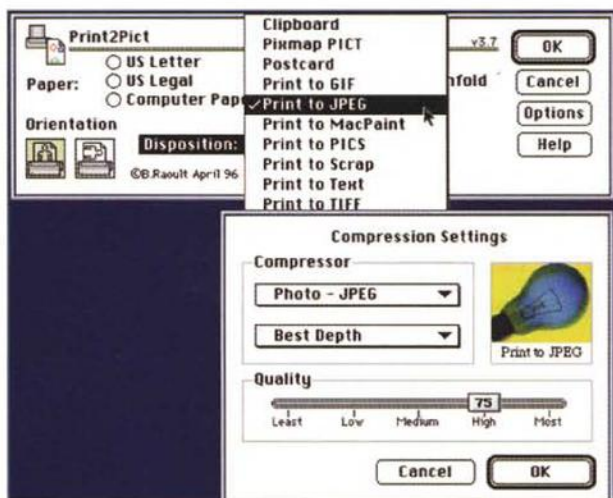 Print2Pict
v3.7
OK
Paper:
US Letter
US Legal
Computer Pap
nfold
Cancel
Options
Help
Orientation
Disposition:
©B.Raoult April 96
Clipboard
Pixmap PICT
Postcard
Print to GIF
✓Print to JPEG
Print to MacPaint
Print to PICS
Print to Scrap
Print to Text
Print to TIFF
Compression Settings
Compressor
Photo - JPEG
Best Depth
Print to JPEG
Quality
75
Least Low Medium High Most
Cancel OK